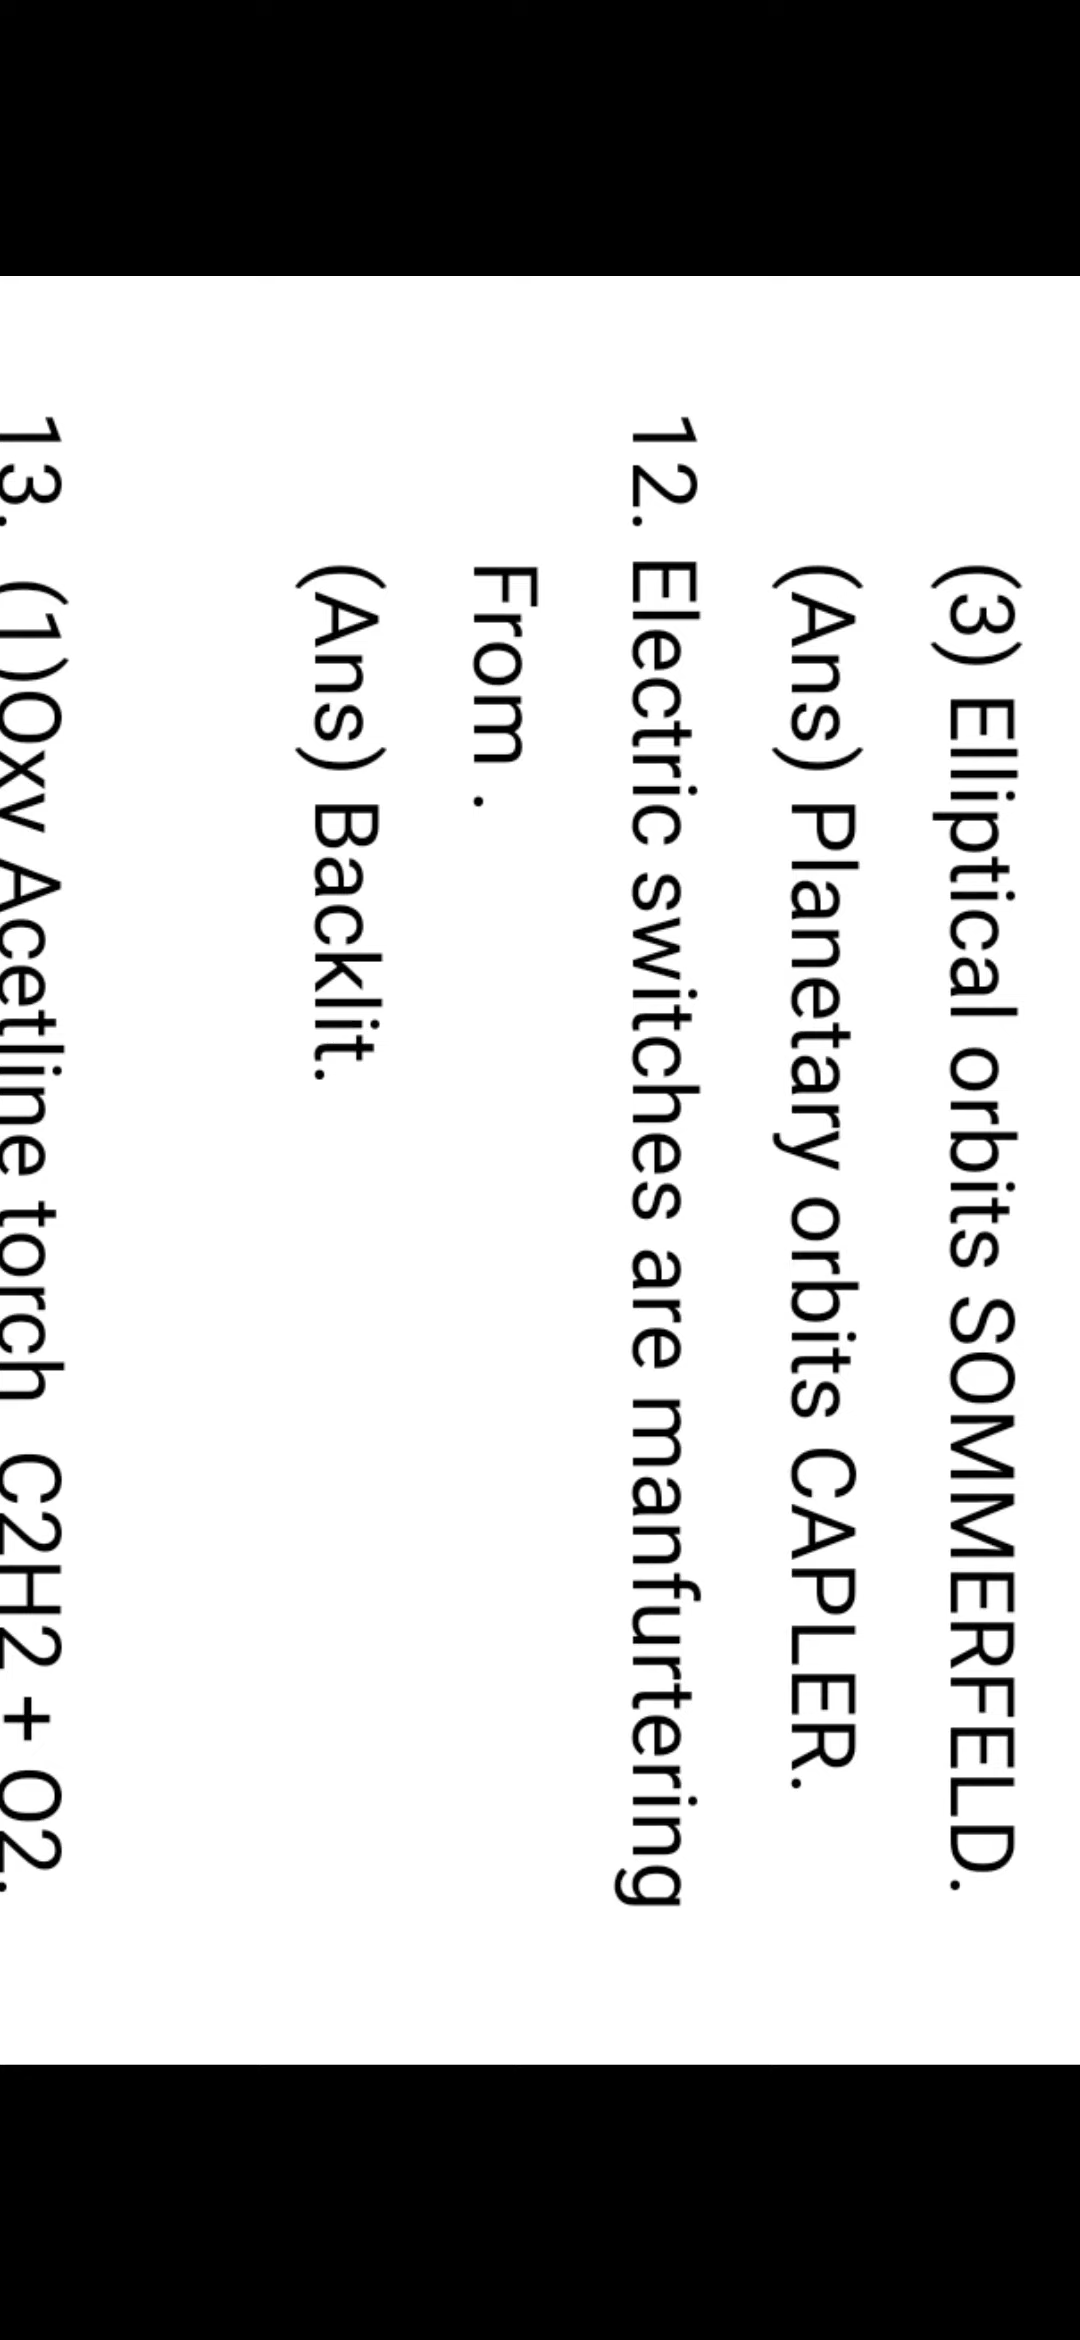 (3) Elliptical orbits SOMMERFELD.
(Ans) Planetary orbits CAPLER.
12. Electric switches are manfurtering
From .
(Ans) Backlit.
13. (1)Oxy Acetline torch C2H2 + O2.